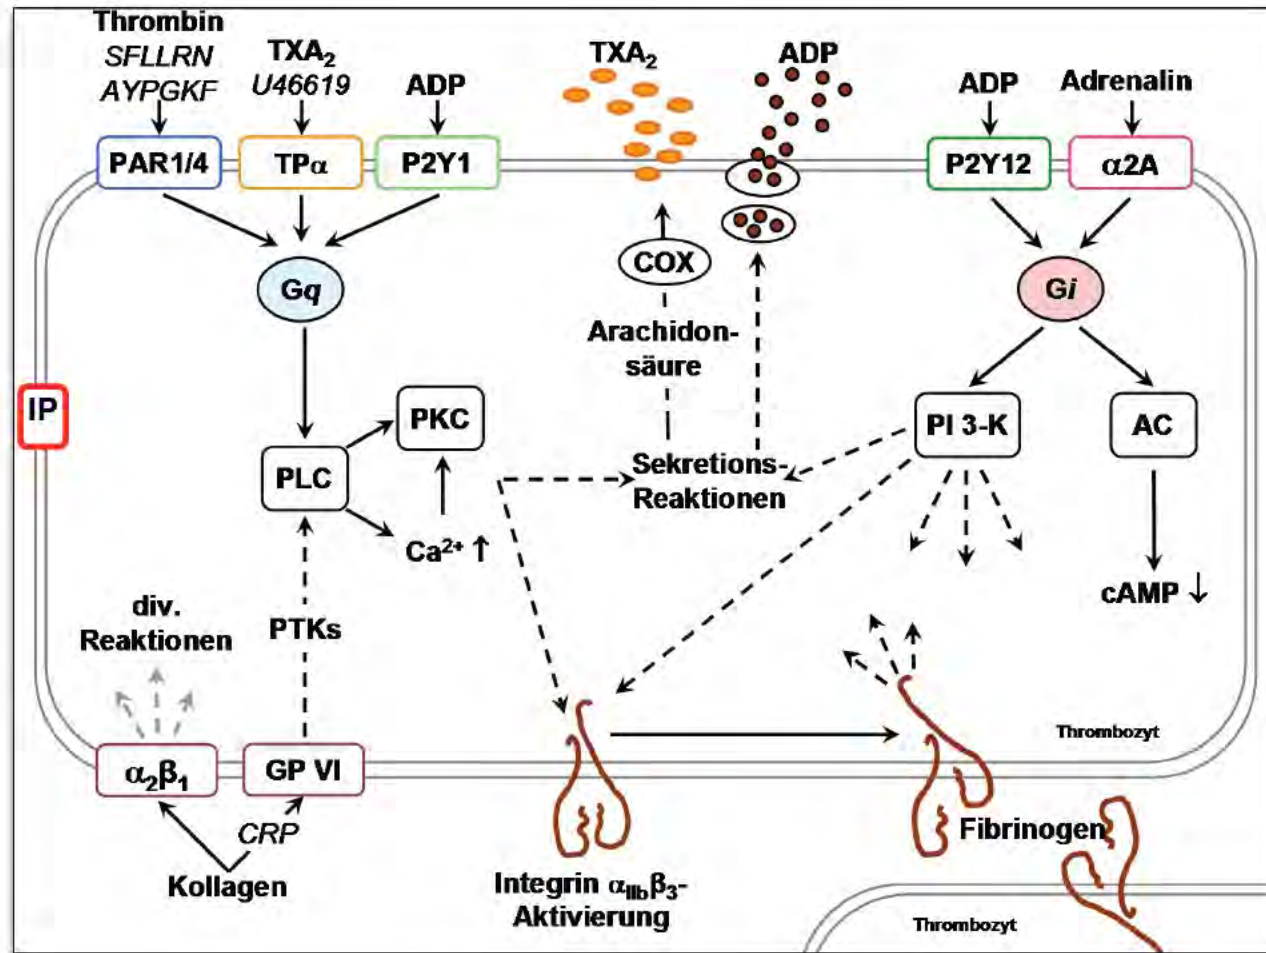 Thrombin
SFLLRN
AYPGKF
TXA₂
U46619
ADP
TXA₂
ADP
ADP
Adrenalin
PAR1/4
TPα
P2Y1
P2Y12
α2A
COX
Gq
Gi
Arachidon-
säure
IP
PKC
PI 3-K
AC
PLC
Sekretions-
Reaktionen
Ca²⁺ ↑
cAMP ↓
div.
Reaktionen
PTKs
Thrombozyt
α₂β₁
GP VI
CRP
Fibrinogen
Kollagen
Integrin αIIbβ₃-
Aktivierung
Thrombozyt